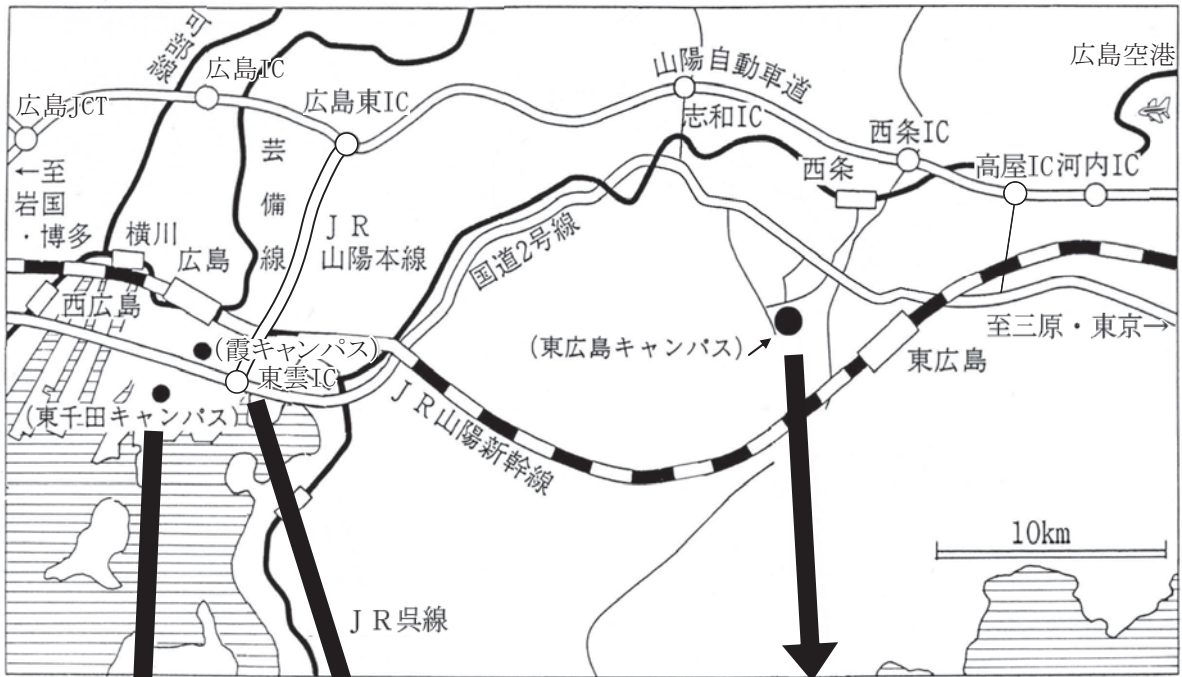 可部線
広島IC
広島JCT
広島東IC
山陽自動車道
志和IC
西条IC
広島空港
高屋IC
河内IC
西条
←至
岩国
・博多
横川
広島
西広島
芸備線
JR
山陽本線
国道2号線
(霞キャンパス)
東雲IC
(東千田キャンパス)
(東広島キャンパス)
東広島
至三原・東京→
JR山陽新幹線
10km
JR呉線